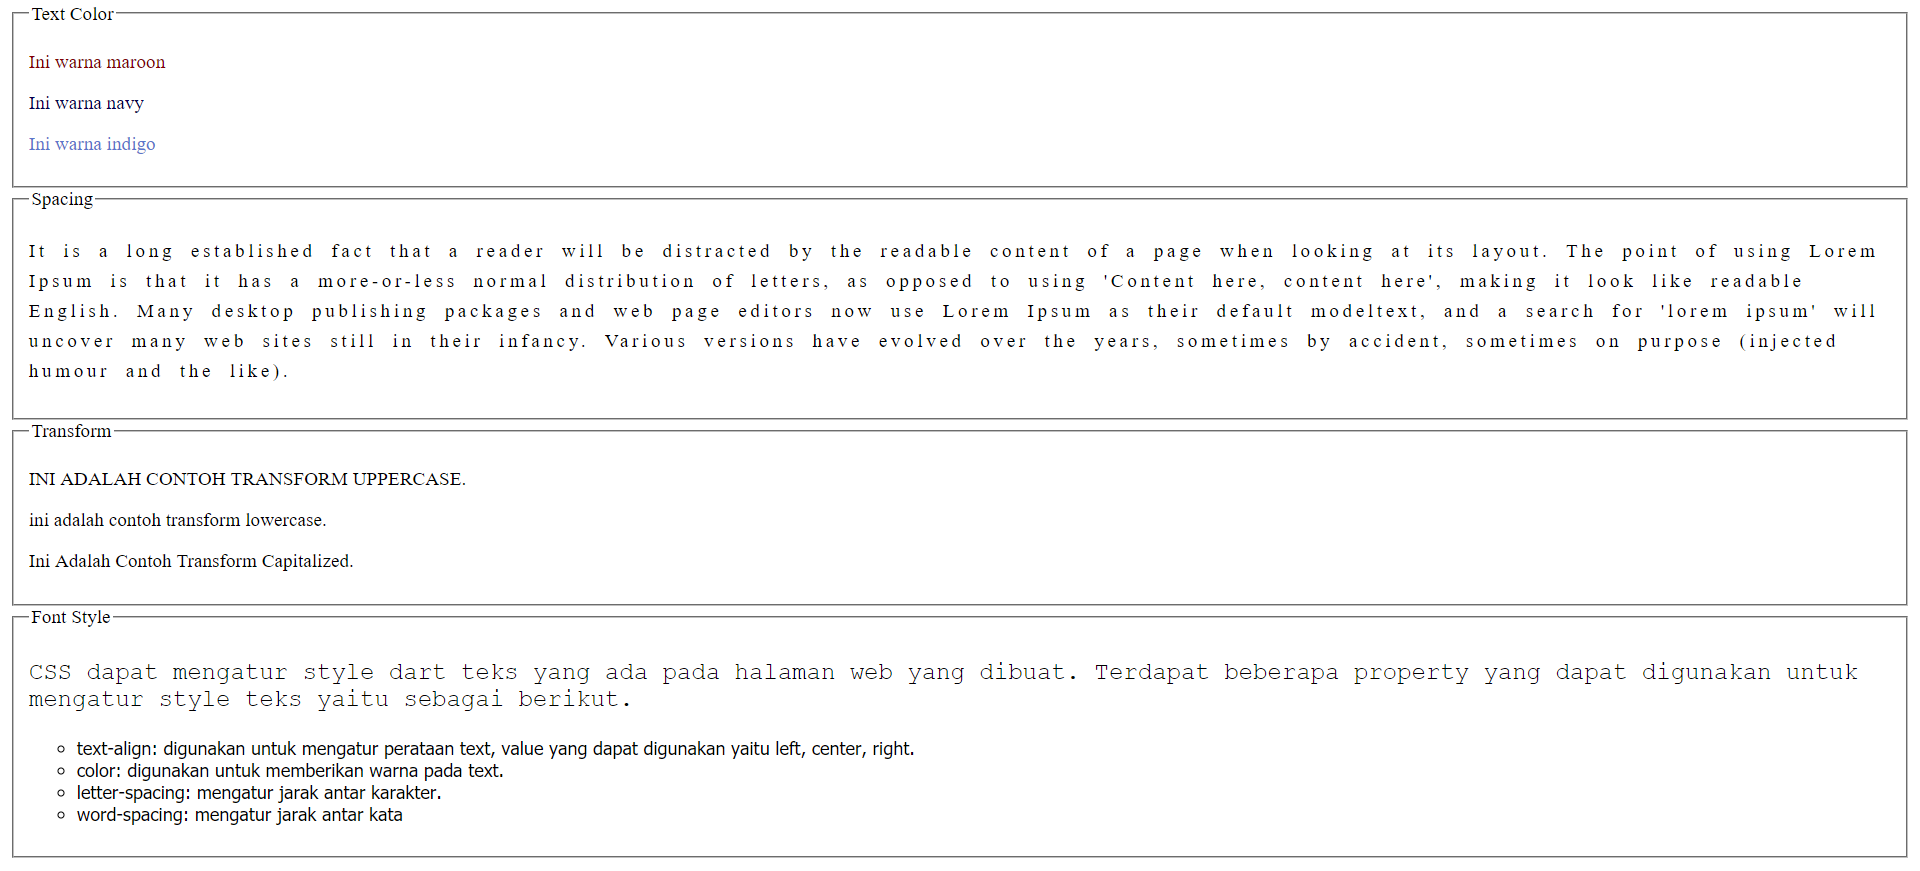 Text Color
Ini warna maroon
Ini warna navy
Ini warna indigo
Spacing
It is a long established fact that a reader will be distracted by the readable content of a page when looking at its layout. The point of using Lorem
Ipsum is that it has a more-or-less normal distribution of letters, as opposed to using 'Content here, content here', making it look like readable
English. Many desktop publishing packages and web page editors now use Lorem Ipsum as their default modeltext, and a search for 'lorem ipsum' will
uncover many web sites still in their infancy. Various versions have evolved over the years, sometimes by accident, sometimes on purpose (injected
humour and the like).
Transform
INI ADALAH CONTOH TRANSFORM UPPERCASE.
ini adalah contoh transform lowercase.
Ini Adalah Contoh Transform Capitalized.
Font Style
CSS dapat mengatur style dart teks yang ada pada halaman web yang dibuat. Terdapat beberapa property yang dapat digunakan untuk
mengatur style teks yaitu sebagai berikut.
text-align: digunakan untuk mengatur perataan text, value yang dapat digunakan yaitu left, center, right.
color: digunakan untuk memberikan warna pada text.
letter-spacing: mengatur jarak antar karakter.
word-spacing: mengatur jarak antar kata